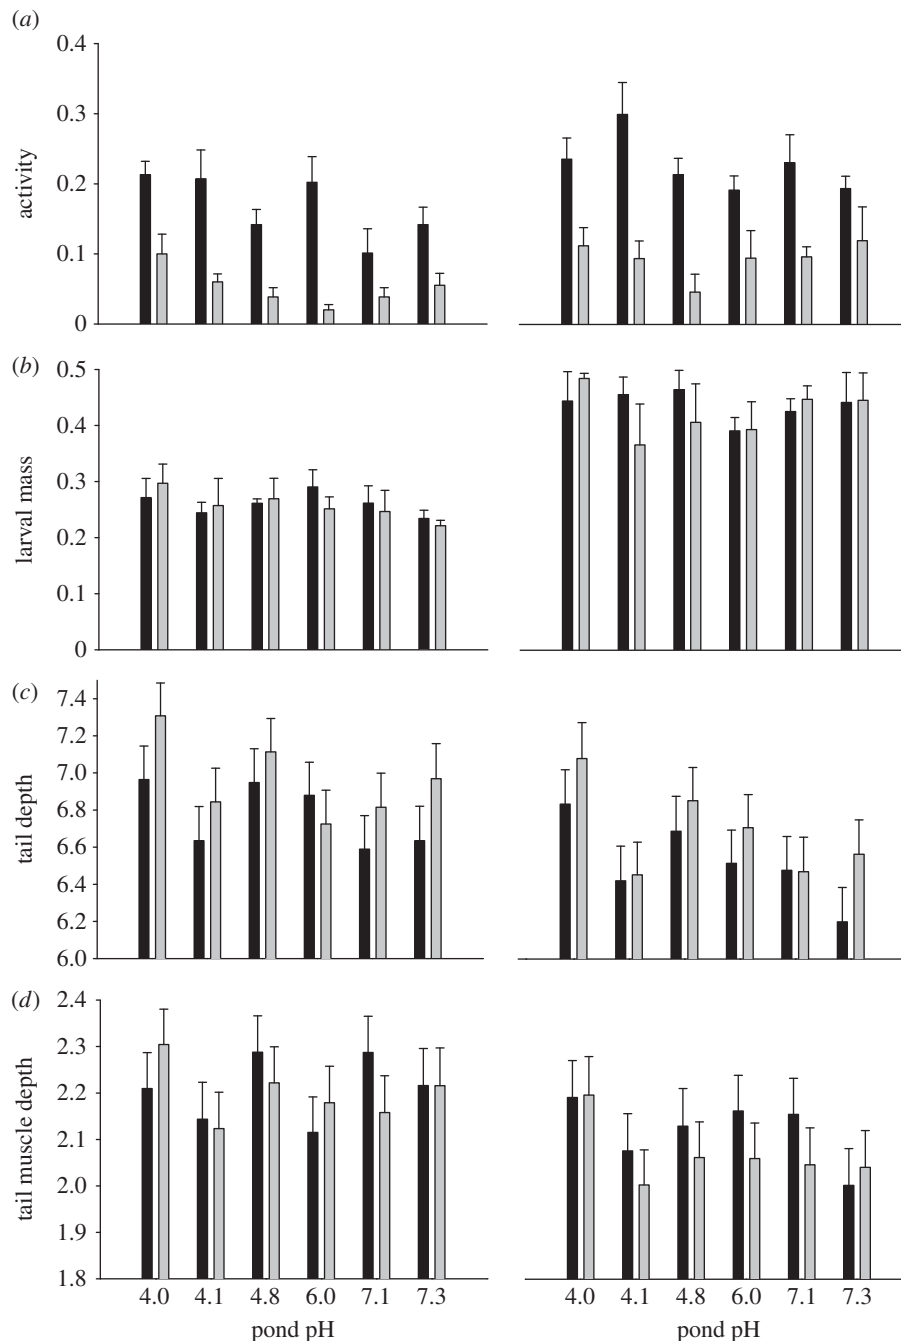 (a)
0.4
0.3
0.2
0.1
0
activity
(b)
0.5
0.4
0.3
0.2
0.1
0
larval mass
(c)
7.4
7.2
7.0
6.8
6.6
6.4
6.2
6.0
tail depth
(d)
2.4
2.3
2.2
2.1
2.0
1.9
1.8
tail muscle depth
4.0 4.1 4.8 6.0 7.1 7.3
pond pH
4.0 4.1 4.8 6.0 7.1 7.3
pond pH